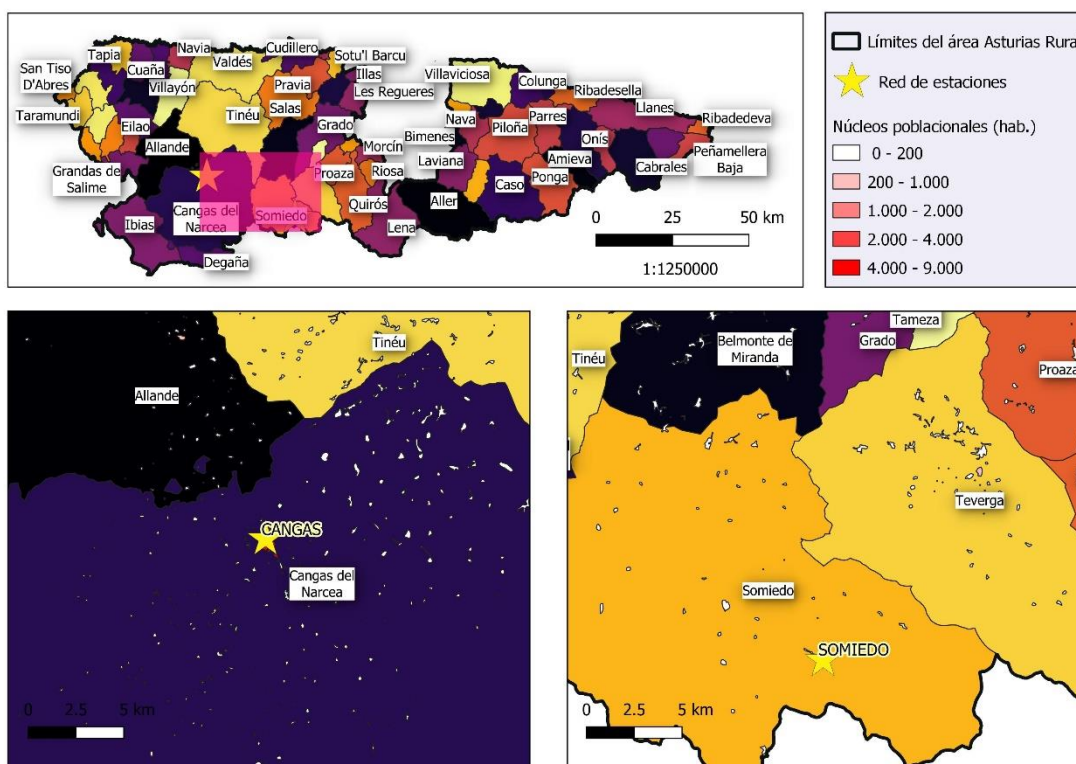 Tapia
Navia
Cudillero
Sotu'l Barcu
San Tiso
D'Abres
Cuaña
Valdés
Illas
Villayón
Pravia
Les Regueres
Taramundi
Tinéu
Salas
Eilao
Grado
Allande
Morcín
Grandas de
Salime
Proaza
Riosa
Cangas del
Narcea
Somiedo
Quirós
Ibias
Lena
Degaña
Villaviciosa
Colunga
Ribadesella
Llanes
Nava
Parres
Ribadedeva
Bimenes
Piloña
Onís
Laviana
Amieva
Cabrales
Peñamellera
Baja
Caso
Ponga
Aller
0 25 50 km
1:1250000
Límites del área Asturias Rural
Red de estaciones
Núcleos poblacionales (hab.)
0 - 200
200 - 1.000
1.000 - 2.000
2.000 - 4.000
4.000 - 9.000
Tinéu
Allande
CANGAS
Cangas del
Narcea
0 2.5 5 km
Tameza
Belmonte de
Miranda
Grado
Tinéu
Proaza
Teverga
Somiedo
SOMIEDO
0 2.5 5 km